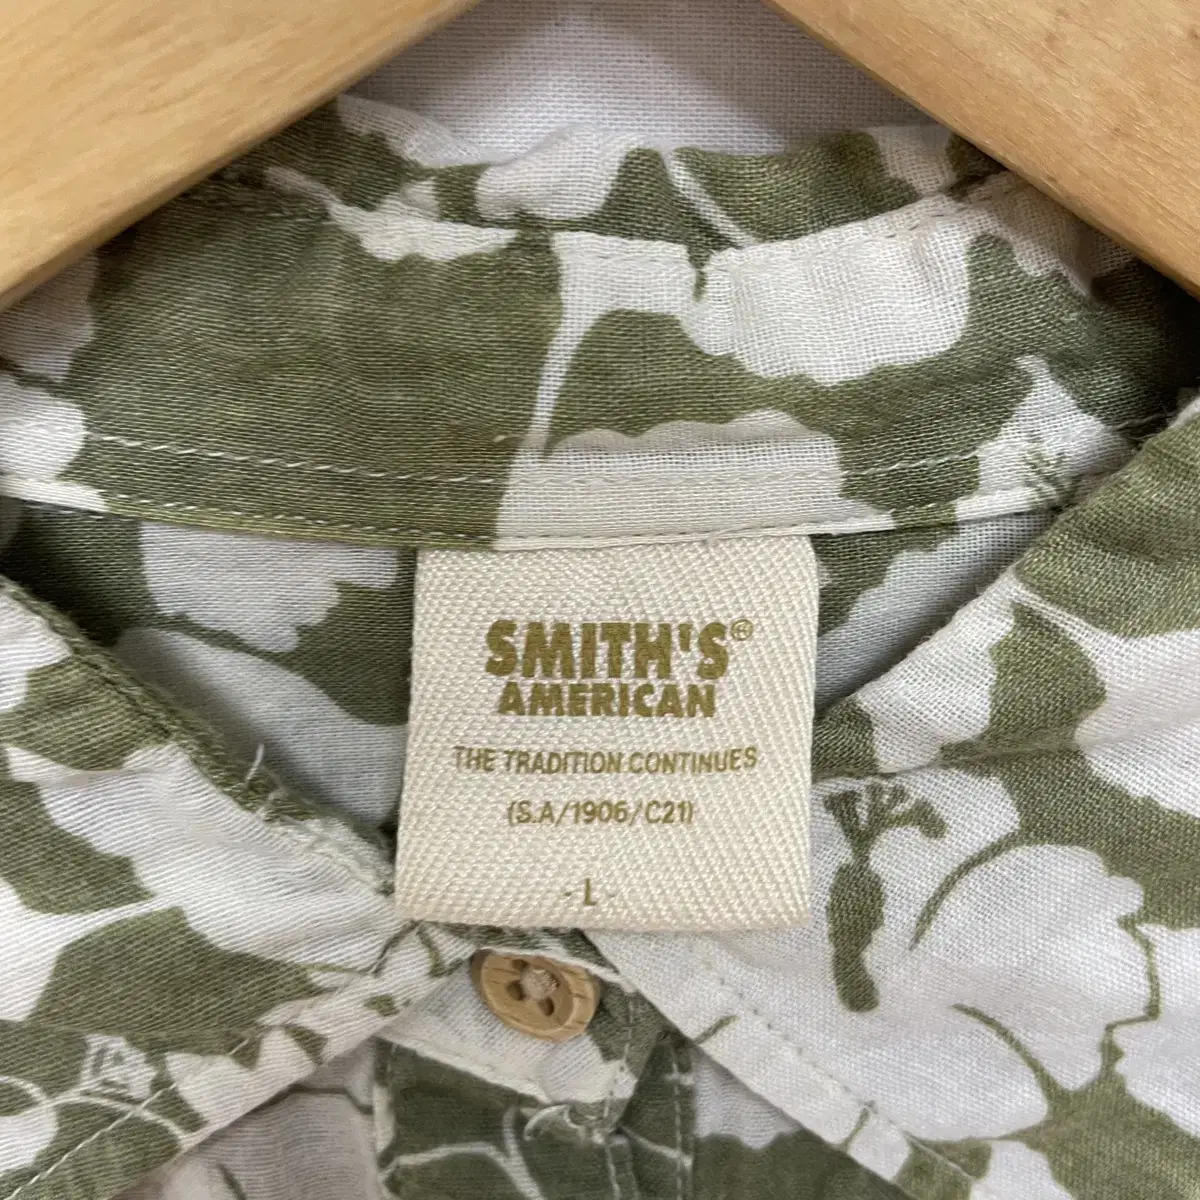 SMITH'S®
AMERICAN
THE TRADITION CONTINUES
(S.A/1906/C21)
- L -